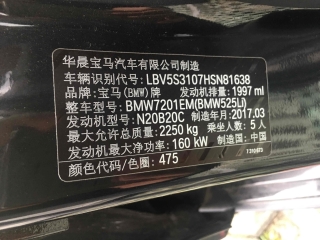 华晨宝马汽车有限公司制造
车辆识别代号: LBV5S3107HSN81638
品牌: 宝马(BMW)牌 发动机排量: 1997 ml
整车型号: BMW7201EM(BMW525Li)
发动机型号: N20B20C 制造年月: 2017.03
最大允许总质量: 2250 kg 乘坐人数: 5 人
发动机最大净功率: 160 kW 制造国: 中国
颜色代码/色圈: 475